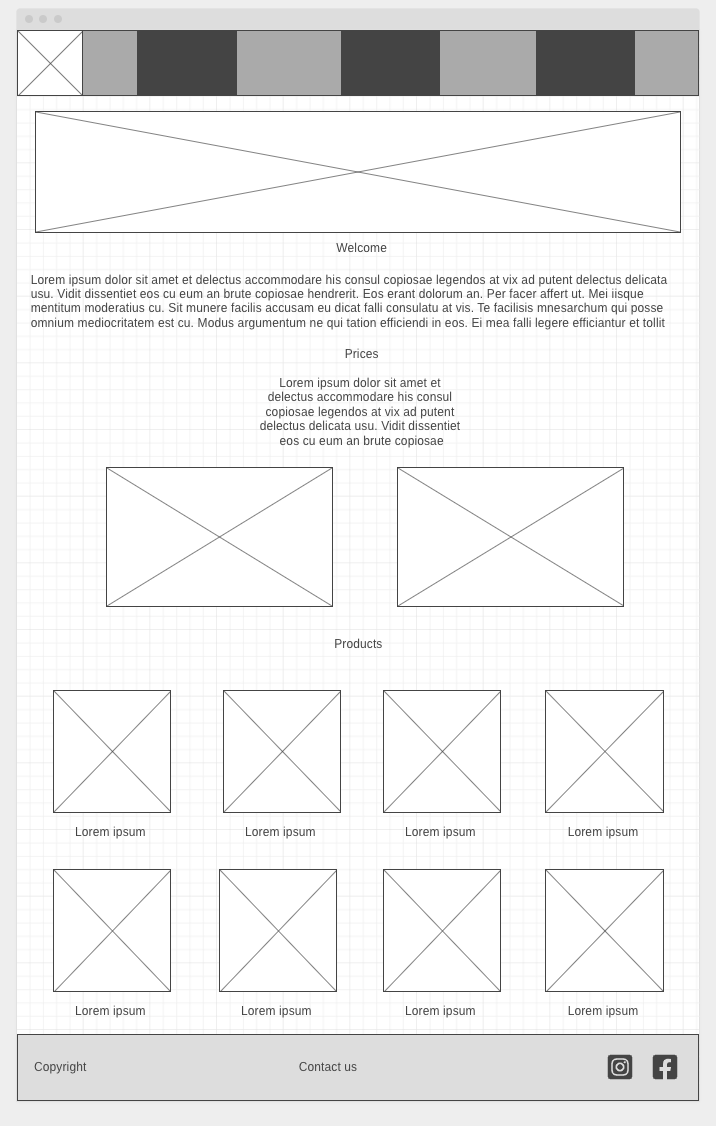 Welcome
Lorem ipsum dolor sit amet et delectus accommodare his consul copiosae legendos at vix ad putent delectus delicata
usu. Vidit dissentiet eos cu eum an brute copiosae hendrerit. Eos erant dolorum an. Per facer affert ut. Mei iisque
mentitum moderatius cu. Sit munere facilis accusam eu dicat falli consulatu at vis. Te facilisis mnesarchum qui posse
omnium mediocritatem est cu. Modus argumentum ne qui tation efficiendi in eos. Ei mea falli legere efficiantur et tollit
Prices
Lorem ipsum dolor sit amet et
delectus accommodare his consul
copiosae legendos at vix ad putent
delectus delicata usu. Vidit dissentiet
eos cu eum an brute copiosae
Products
Lorem ipsum
Lorem ipsum
Lorem ipsum
Lorem ipsum
Lorem ipsum
Lorem ipsum
Lorem ipsum
Lorem ipsum
Copyright
Contact us